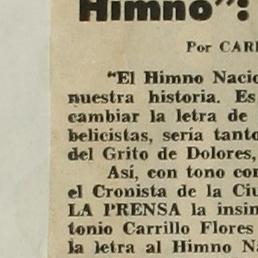 Himno":
Por CAR
"El Himno Nacio
nuestra historia. Es
cambiar la letra de
belicistas, sería tanto
del Grito de Dolores,
Así, con tono con
el Cronista de la Ciu
LA PRENSA la insin
tonio Carrillo Flores
la letra al Himno Na